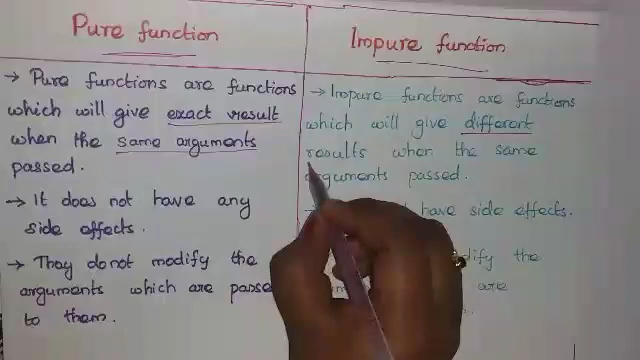 Pure function
→ Pure functions are functions
which will give exact result
when the same arguments
passed.
→ It does not have any
side effects.
→ They do not modify the
arguments which are passe
to them.
Impure function
→ Impure functions are functions
which will give different
results when the same
arguments passed.
have side effects.
the
are